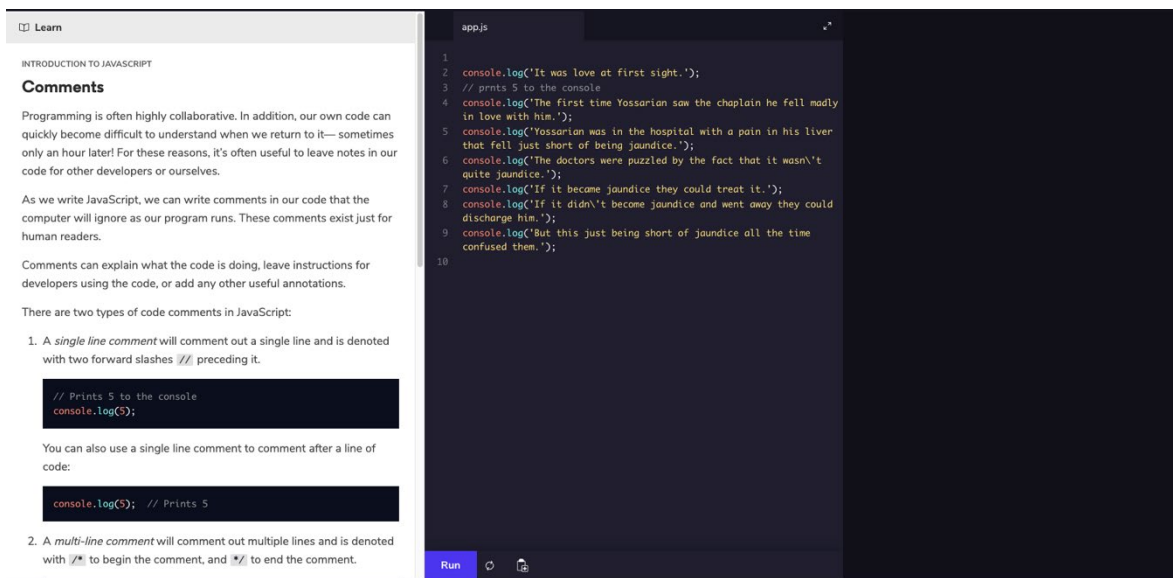 Learn
INTRODUCTION TO JAVASCRIPT
Comments
Programming is often highly collaborative. In addition, our own code can
quickly become difficult to understand when we return to it— sometimes
only an hour later! For these reasons, it's often useful to leave notes in our
code for other developers or ourselves.
As we write JavaScript, we can write comments in our code that the
computer will ignore as our program runs. These comments exist just for
human readers.
Comments can explain what the code is doing, leave instructions for
developers using the code, or add any other useful annotations.
There are two types of code comments in JavaScript:
1. A single line comment will comment out a single line and is denoted
with two forward slashes // preceding it.
// Prints 5 to the console
console.log(5);
You can also use a single line comment to comment after a line of
code:
console.log(5);  // Prints 5
2. A multi-line comment will comment out multiple lines and is denoted
with /* to begin the comment, and */ to end the comment.
app.js
1
2 console.log('It was love at first sight.');
3 // prnts 5 to the console
4 console.log('The first time Yossarian saw the chaplain he fell madly
in love with him.');
5 console.log('Yossarian was in the hospital with a pain in his liver
that fell just short of being jaundice.');
6 console.log('The doctors were puzzled by the fact that it wasn\'t
quite jaundice.');
7 console.log('If it became jaundice they could treat it.');
8 console.log('If it didn\'t become jaundice and went away they could
discharge him.');
9 console.log('But this just being short of jaundice all the time
confused them.');
10
Run